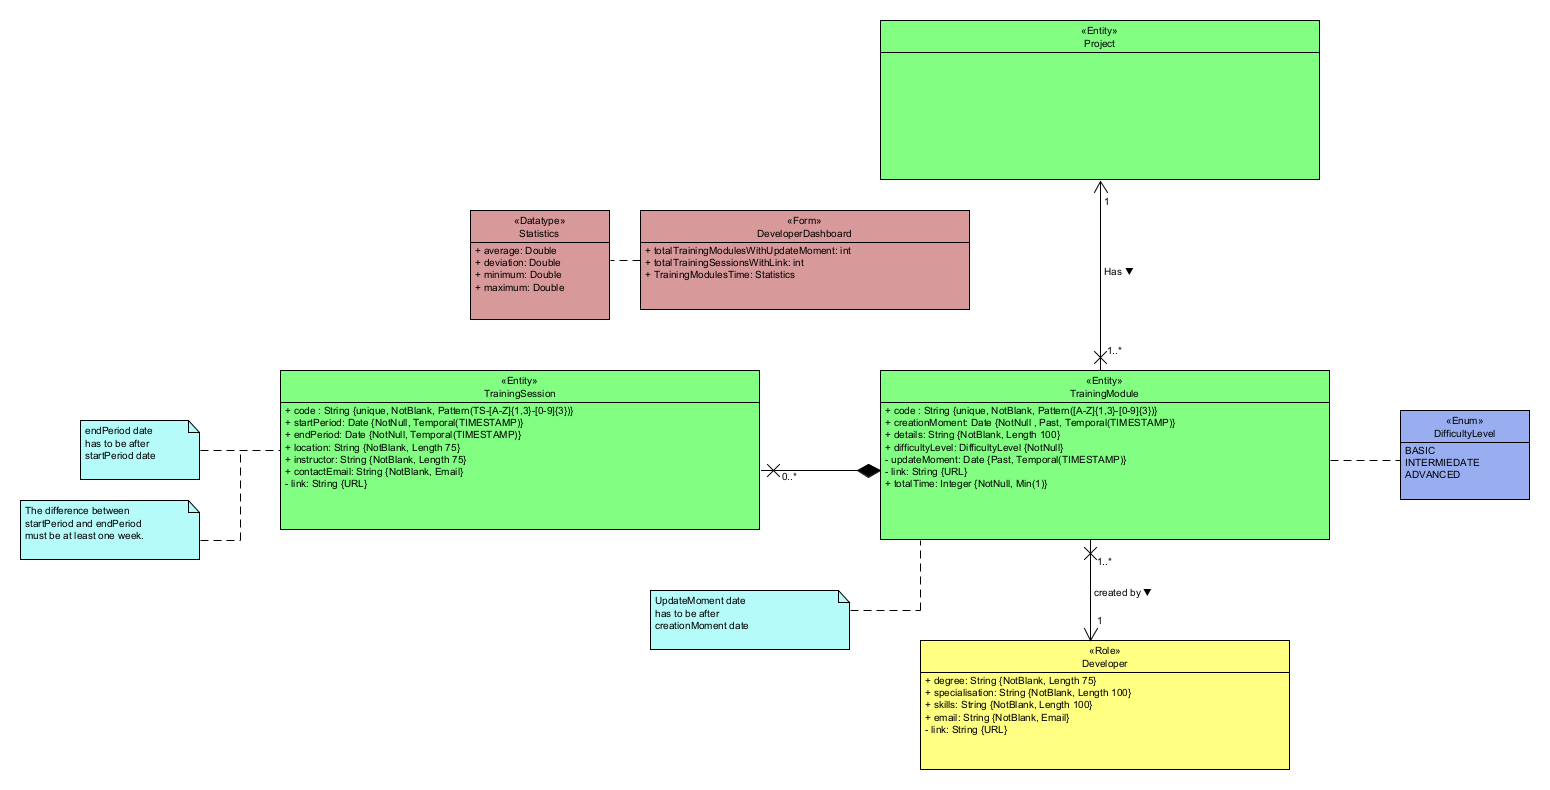 «Entity»
Project
1
Has ▼
1..*
«Datatype»
Statistics
+ average: Double
+ deviation: Double
+ minimum: Double
+ maximum: Double
«Form»
DeveloperDashboard
+ totalTrainingModulesWithUpdateMoment: int
+ totalTrainingSessionsWithLink: int
+ TrainingModulesTime: Statistics
«Entity»
TrainingSession
+ code : String {unique, NotBlank, Pattern(TS-[A-Z]{1,3}-[0-9]{3})}
+ startPeriod: Date {NotNull, Temporal(TIMESTAMP)}
+ endPeriod: Date {NotNull, Temporal(TIMESTAMP)}
+ location: String {NotBlank, Length 75}
+ instructor: String {NotBlank, Length 75}
+ contactEmail: String {NotBlank, Email}
- link: String {URL}
0..*
«Entity»
TrainingModule
+ code : String {unique, NotBlank, Pattern([A-Z]{1,3}-[0-9]{3})}
+ creationMoment: Date {NotNull , Past, Temporal(TIMESTAMP)}
+ details: String {NotBlank, Length 100}
+ difficultyLevel: DifficultyLevel {NotNull}
- updateMoment: Date {Past, Temporal(TIMESTAMP)}
- link: String {URL}
+ totalTime: Integer {NotNull, Min(1)}
«Enum»
DifficultyLevel
BASIC
INTERMIEDATE
ADVANCED
endPeriod date
has to be after
startPeriod date
The difference between
startPeriod and endPeriod
must be at least one week.
UpdateMoment date
has to be after
creationMoment date
1..*
created by ▼
1
«Role»
Developer
+ degree: String {NotBlank, Length 75}
+ specialisation: String {NotBlank, Length 100}
+ skills: String {NotBlank, Length 100}
+ email: String {NotBlank, Email}
- link: String {URL}